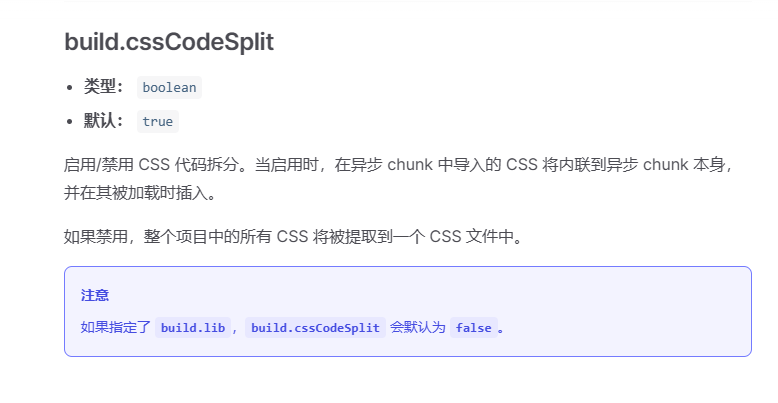 build.cssCodeSplit
• 类型： boolean
• 默认： true
启用/禁用 CSS 代码拆分。当启用时，在异步 chunk 中导入的 CSS 将内联到异步 chunk 本身，
并在其被加载时插入。
如果禁用，整个项目中的所有 CSS 将被提取到一个 CSS 文件中。
注意
如果指定了 build.lib，build.cssCodeSplit 会默认为 false。